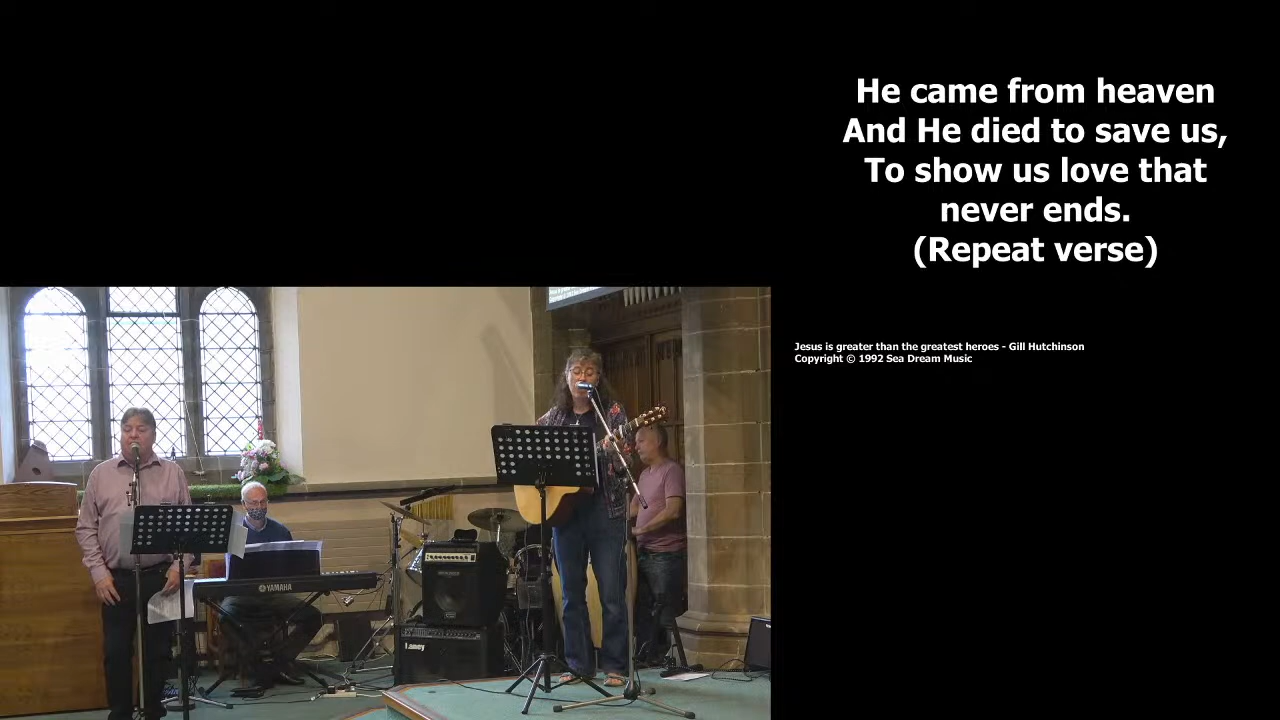 He came from heaven
And He died to save us,
To show us love that
never ends.
(Repeat verse)
Jesus is greater than the greatest heroes - Gill Hutchinson
Copyright © 1992 Sea Dream Music
YAMAHA
Laney